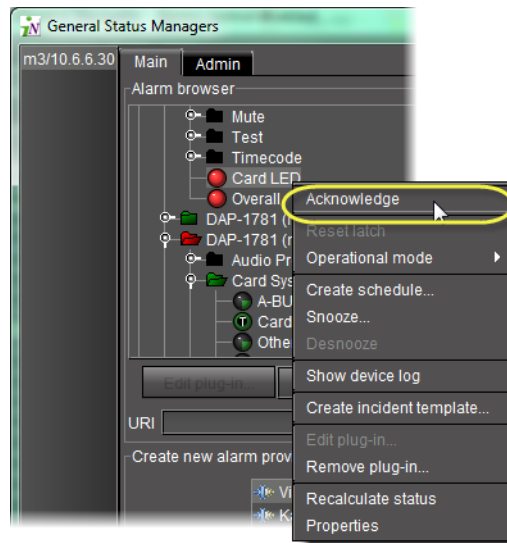 General Status Managers
m3/10.6.6.30
Main
Admin
Alarm browser
Mute
Test
Timecode
Card LED
Overall
DAP-1781
DAP-1781
Audio Pr
Card Sys
A-BU
T Card
Othe
Edit plug-in...
URI
Create new alarm prov
Vi
Ka
Acknowledge
Reset latch
Operational mode
Create schedule...
Snooze...
Desnooze
Show device log
Create incident template...
Edit plug-in...
Remove plug-in...
Recalculate status
Properties